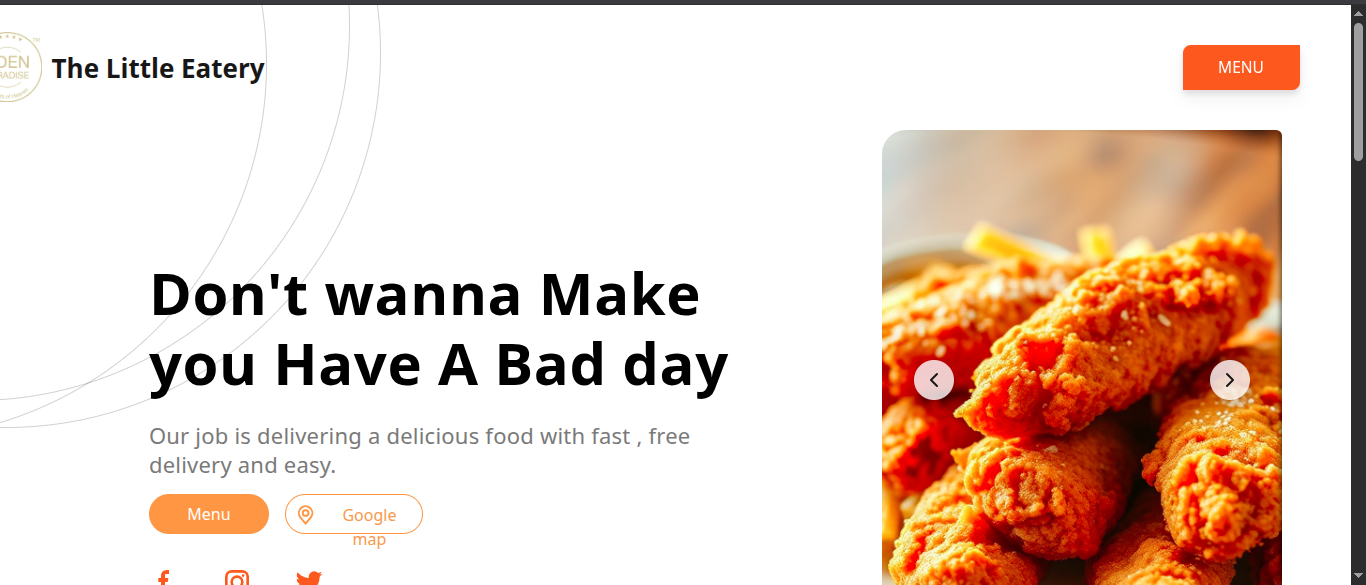 DEN
The Little Eatery
MENU
Don't wanna Make
you Have A Bad day
Our job is delivering a delicious food with fast , free
delivery and easy.
Menu
Google
map